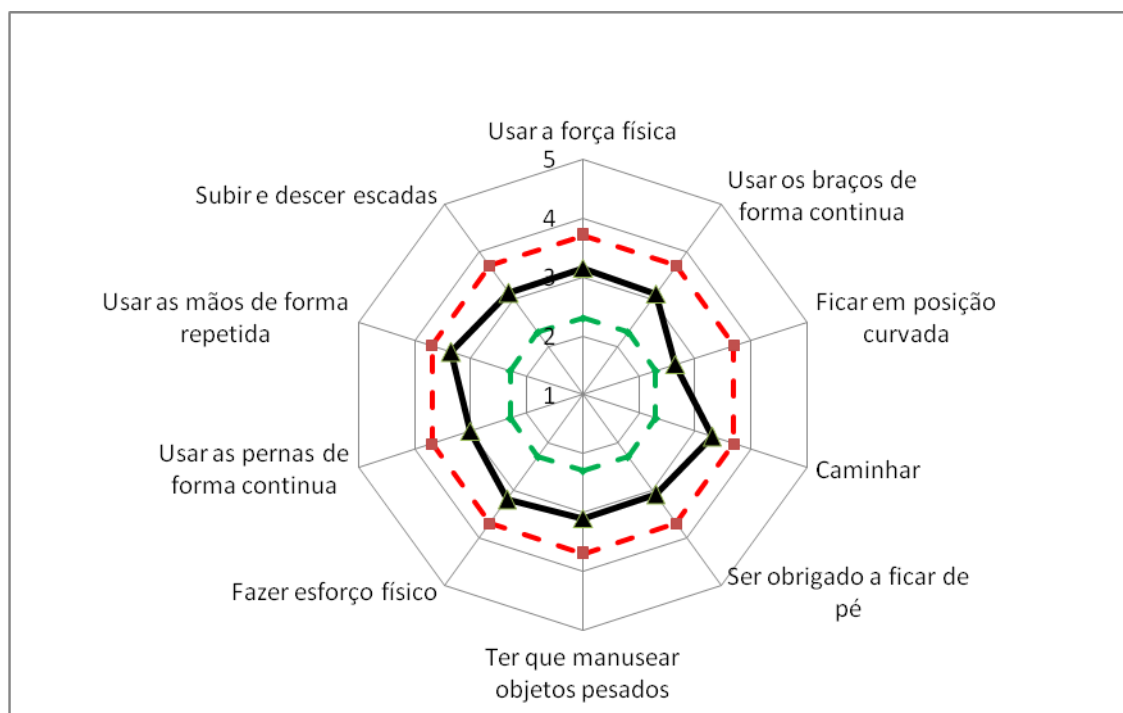 Usar a força física
5
4
3
2
1
Usar os braços de
forma continua
Ficar em posição
curvada
Caminhar
Ser obrigado a ficar de
pé
Ter que manusear
objetos pesados
Fazer esforço físico
Usar as pernas de
forma continua
Usar as mãos de forma
repetida
Subir e descer escadas